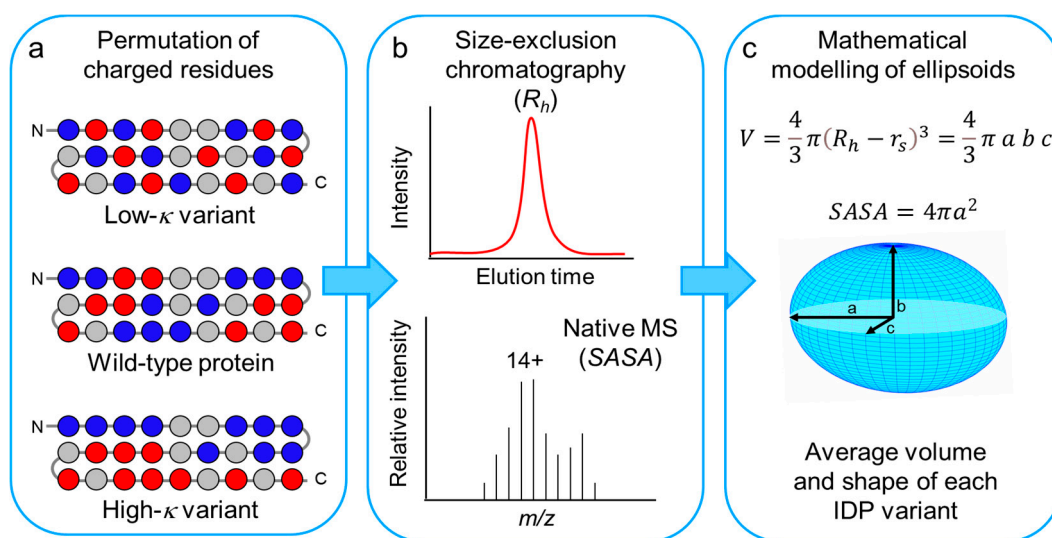 a
Permutation of
charged residues
N
C
Low-κ variant
N
C
Wild-type protein
N
C
High-κ variant
b
Size-exclusion
chromatography
(Rₕ)
Intensity
Elution time
Native MS
(SASA)
14+
Relative intensity
m/z
c
Mathematical
modelling of ellipsoids
V = 4/3 π(Rₕ − rₛ)³ = 4/3 π a b c
SASA = 4πa²
a
b
c
Average volume
and shape of each
IDP variant